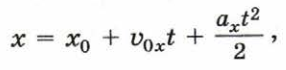 x = x₀ + v₀ₓt + aₓt²/2 ,